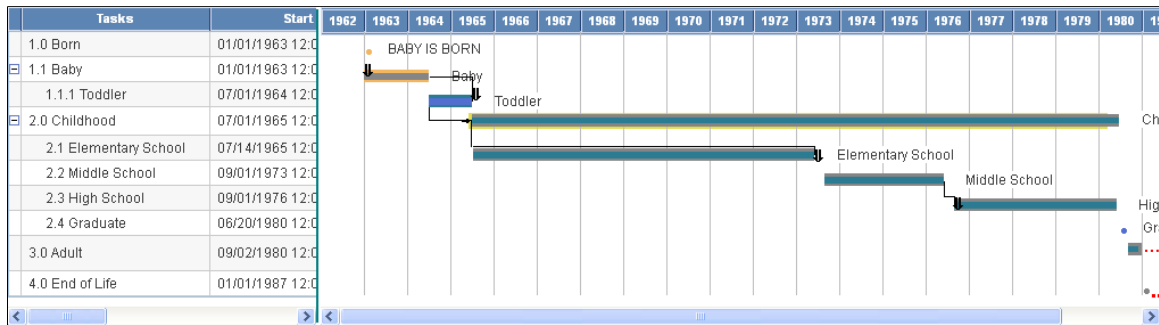 Tasks Start 1962 1963 1964 1965 1966 1967 1968 1969 1970 1971 1972 1973 1974 1975 1976 1977 1978 1979 1980
1.0 Born 01/01/1963 12:0 BABY IS BORN
1.1 Baby 01/01/1963 12:0 Baby
1.1.1 Toddler 07/01/1964 12:0 Toddler
2.0 Childhood 07/01/1965 12:0 Ch
2.1 Elementary School 07/14/1965 12:0 Elementary School
2.2 Middle School 09/01/1973 12:0 Middle School
2.3 High School 09/01/1976 12:0 Hig
2.4 Graduate 06/20/1980 12:0 Gra
3.0 Adult 09/02/1980 12:0
4.0 End of Life 01/01/1987 12:0